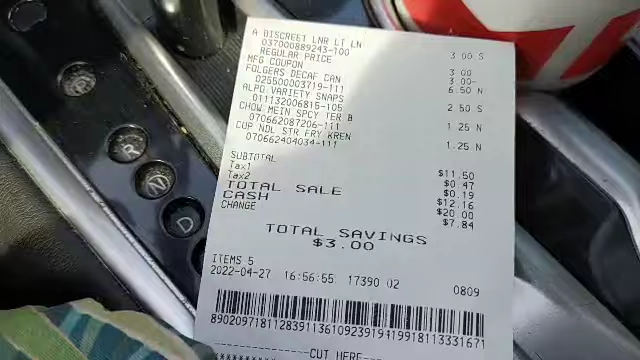 A DISCREET LNR LT LN
037000889243-100 3.00 S
REGULAR PRICE 3.00
MFG COUPON 3.00-
FOLGERS DECAF CAN 6.50 N
025500003719-111
ALPO VARIETY SNAPS 2.50 S
011132006815-105
CHOW MEIN SPCY TER B 1.25 N
070662087206-111
CUP NDL STR FRY KREN 1.25 N
070662404034-111
SUBTOTAL $11.50
Tax1 $0.47
Tax2 $0.19
TOTAL SALE $12.16
CASH $20.00
CHANGE $7.84
TOTAL SAVINGS
$3.00
ITEMS 5
2022-04-27 16:56:55 17390 02 0809
89020971811283911361092391941991811333 1671
CUT HERE
P
R
N
D